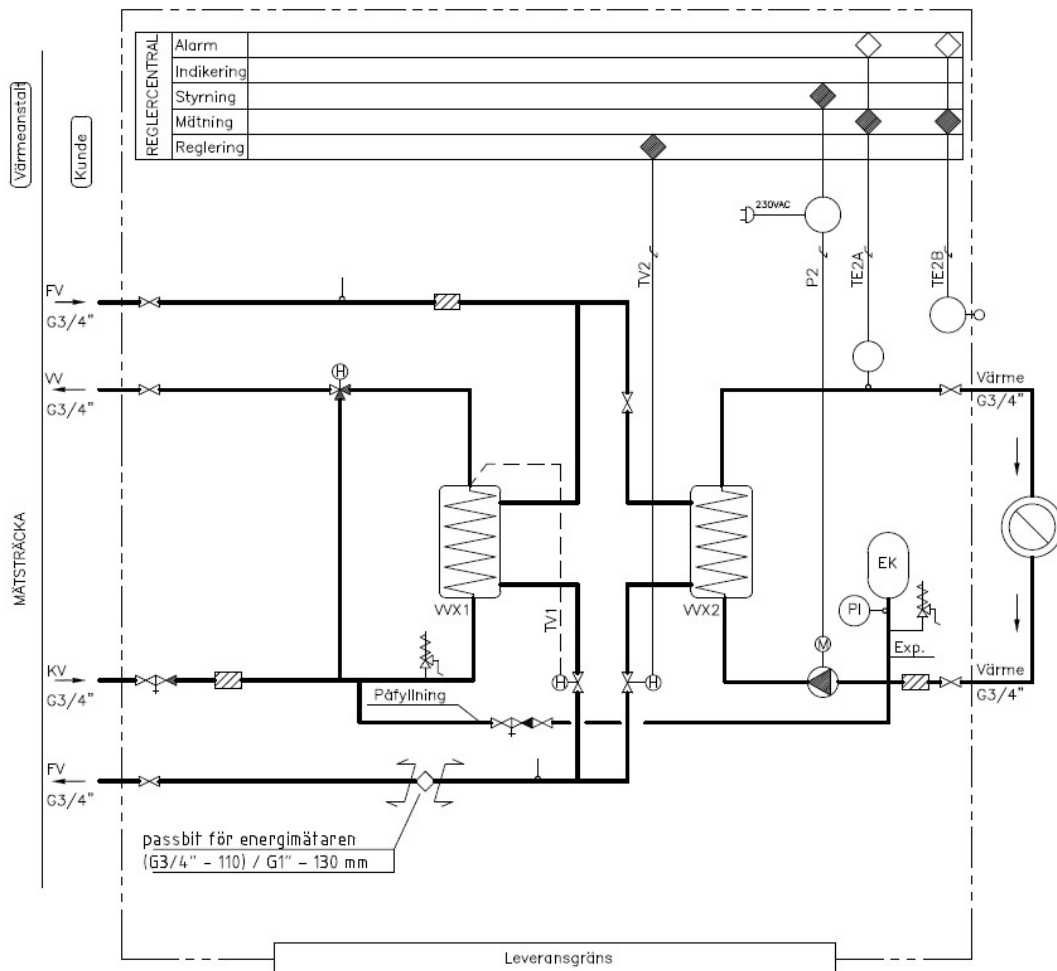 REGLERCENTRAL
Alarm
Indikering
Styrning
Mätning
Reglering
Värmeanstalt
Kunde
230VAC
TV2
P2
TE2A
TE2B
FV
G3/4"
VV
G3/4"
Värme
G3/4"
H
MÄTSTRÄCKA
EK
PI
VVX1
TV1
VVX2
M
Exp.
KV
G3/4"
H
H
Värme
G3/4"
Påfyllning
FV
G3/4"
passbit för energimätaren
(G3/4" - 110) / G1" - 130 mm
Leveransgräns